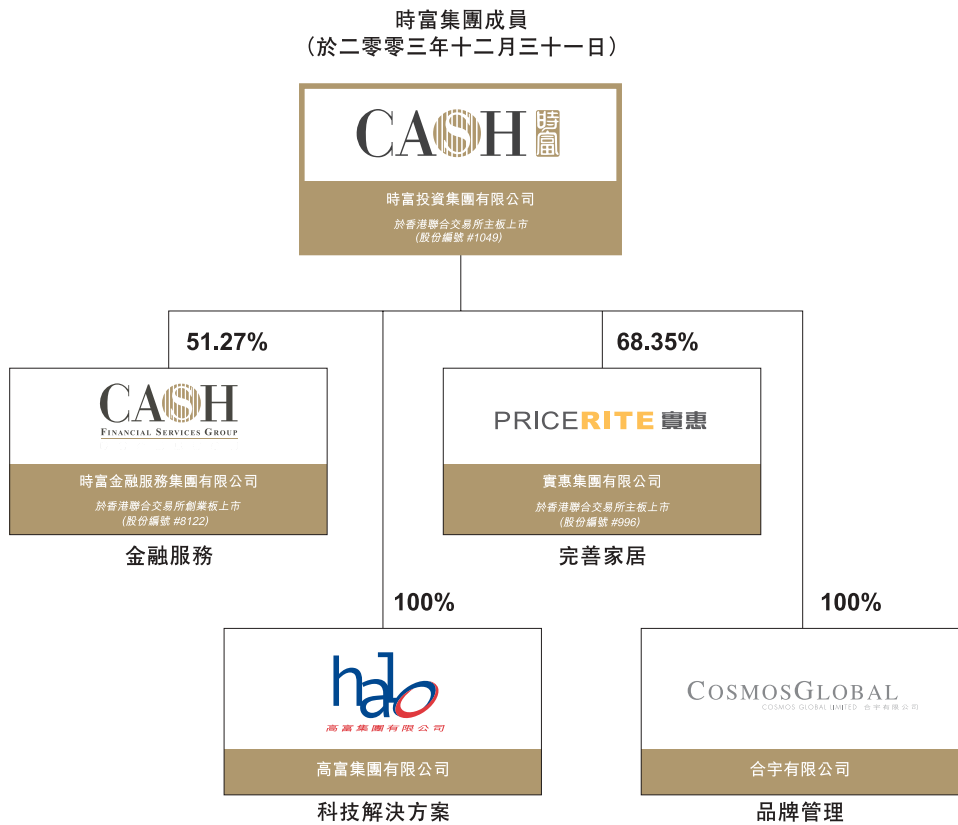 時富集團成員
（於二零零三年十二月三十一日）
CASH 時富
時富投資集團有限公司
於香港聯合交易所主板上市
(股份編號 #1049)
51.27%
68.35%
CASH
FINANCIAL SERVICES GROUP
時富金融服務集團有限公司
於香港聯合交易所創業板上市
(股份編號 #8122)
金融服務
PRICERITE 實惠
實惠集團有限公司
於香港聯合交易所主板上市
(股份編號 #996)
完善家居
100%
100%
halo
高富集團有限公司
高富集團有限公司
科技解決方案
COSMOSGLOBAL
COSMOS GLOBAL LIMITED 合宇有限公司
合宇有限公司
品牌管理